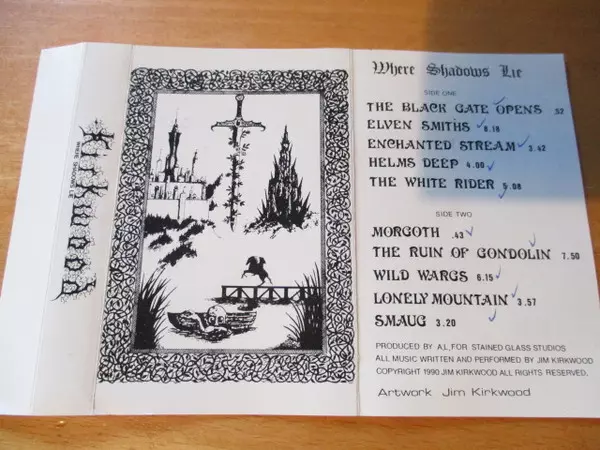 Kirkwood
WHERE SHADOWS LIE
Where Shadows Lie
SIDE ONE
THE BLACK GATE OPENS .52
ELVEN SMITHS 6.18
ENCHANTED STREAM 3.42
HELMS DEEP 4.00
THE WHITE RIDER 5.08
SIDE TWO
MORGOTH .43
THE RUIN OF GONDOLIN 7.50
WILD WARGS 6.15
LONELY MOUNTAIN 3.57
SMAUG 3.20
PRODUCED BY A.L. FOR STAINED GLASS STUDIOS
ALL MUSIC WRITTEN AND PERFORMED BY JIM KIRKWOOD
COPYRIGHT 1990 JIM KIRKWOOD ALL RIGHTS RESERVED.
Artwork Jim Kirkwood